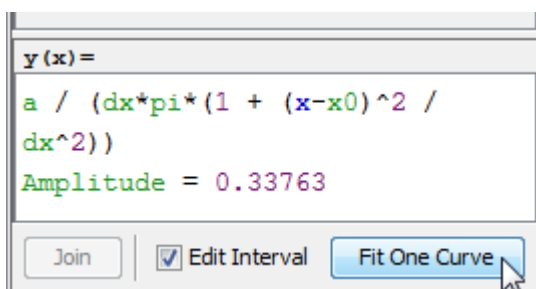 y(x)=
a / (dx*pi*(1 + (x-x0)^2 /
dx^2))
Amplitude = 0.33763
Join Edit Interval Fit One Curve